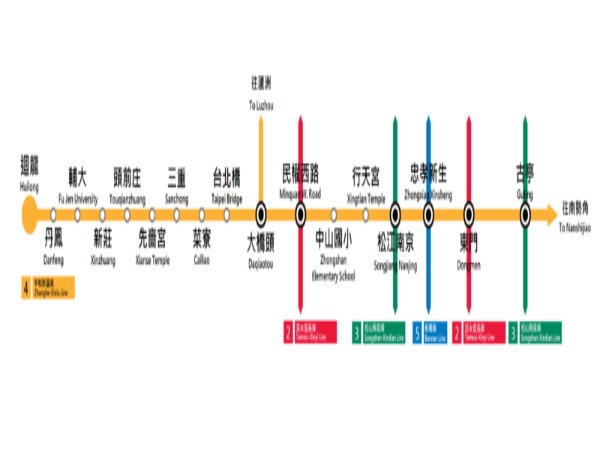 往蘆洲
To Luzhou
迴龍
Huilong
輔大
Fu Jen University
頭前庄
Touqianzhuang
三重
Sanchong
台北橋
Taipei Bridge
民權西路
Minquan W. Road
行天宮
Xingtian Temple
忠孝新生
Zhongxiao Xinsheng
古亭
Guting
往南勢角
To Nanshijiao
丹鳳
Danfeng
新莊
Xinzhuang
先嗇宮
Xianse Temple
菜寮
Cailiao
大橋頭
Daqiaotou
中山國小
Zhongshan
Elementary School
松江南京
Songjiang Nanjing
東門
Dongmen
4
中和新蘆線
Zhonghe-Xinlu Line
2
淡水信義線
Tamsui-Xinyi Line
3
松山新店線
Songshan-Xindian Line
5
板南線
Bannan Line
2
淡水信義線
Tamsui-Xinyi Line
3
松山新店線
Songshan-Xindian Line